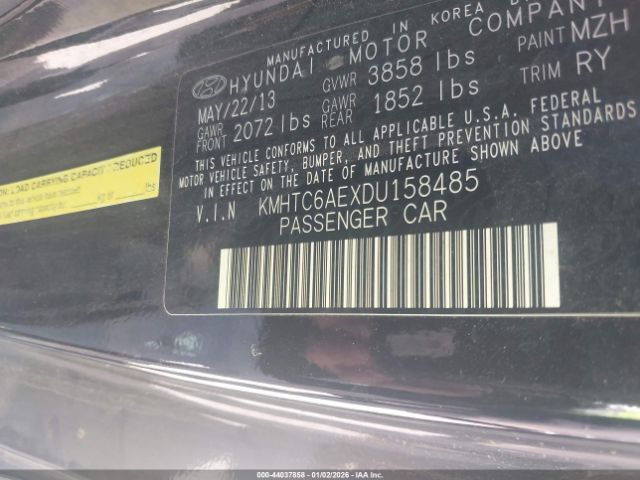 MANUFACTURED IN KOREA
HYUNDAI MOTOR COMPANY
MAY/22/13 GVWR 3858 lbs PAINT MZH
GAWR FRONT 2072 lbs GAWR REAR 1852 lbs TRIM RY
THIS VEHICLE CONFORMS TO ALL APPLICABLE U.S.A. FEDERAL
MOTOR VEHICLE SAFETY, BUMPER, AND THEFT PREVENTION STANDARDS
IN EFFECT ON THE DATE OF MANUFACTURE SHOWN ABOVE
V.I.N KMHTC6AEXDU158485
PASSENGER CAR
LOAD CARRYING CAPACITY REDUCED
kg or lbs
000-44037858 - 01/02/2026 - IAA Inc.